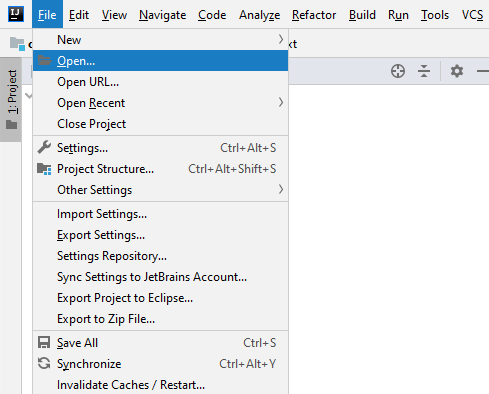 IJ File Edit View Navigate Code Analyze Refactor Build Run Tools VCS
New
xt
Open...
Open URL...
1: Project
Open Recent
Close Project
Settings... Ctrl+Alt+S
Project Structure... Ctrl+Alt+Shift+S
Other Settings
Import Settings...
Export Settings...
Settings Repository...
Sync Settings to JetBrains Account...
Export Project to Eclipse...
Export to Zip File...
Save All Ctrl+S
Synchronize Ctrl+Alt+Y
Invalidate Caches / Restart...